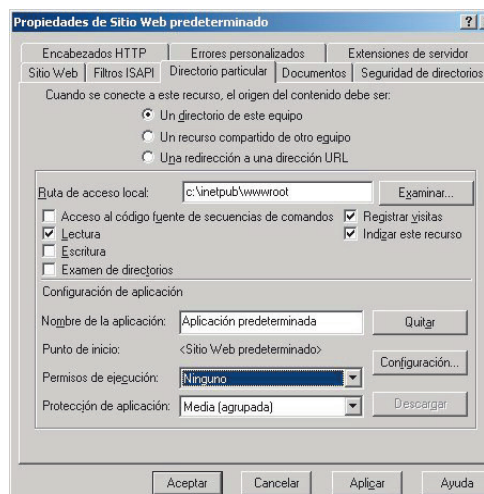 Propiedades de Sitio Web predeterminado ?
Encabezados HTTP Errores personalizados Extensiones de servidor
Sitio Web Filtros ISAPI Directorio particular Documentos Seguridad de directorios
Cuando se conecte a este recurso, el origen del contenido debe ser:
Un directorio de este equipo
Un recurso compartido de otro equipo
Una redirección a una dirección URL
Ruta de acceso local: c:\inetpub\wwwroot Examinar...
Acceso al código fuente de secuencias de comandos Registrar visitas
Lectura Indizar este recurso
Escritura
Examen de directorios
Configuración de aplicación
Nombre de la aplicación: Aplicación predeterminada Quitar
Punto de inicio: <Sitio Web predeterminado>
Configuración...
Permisos de ejecución: Ninguno
Protección de aplicación: Media (agrupada) Descargar
Aceptar Cancelar Aplicar Ayuda